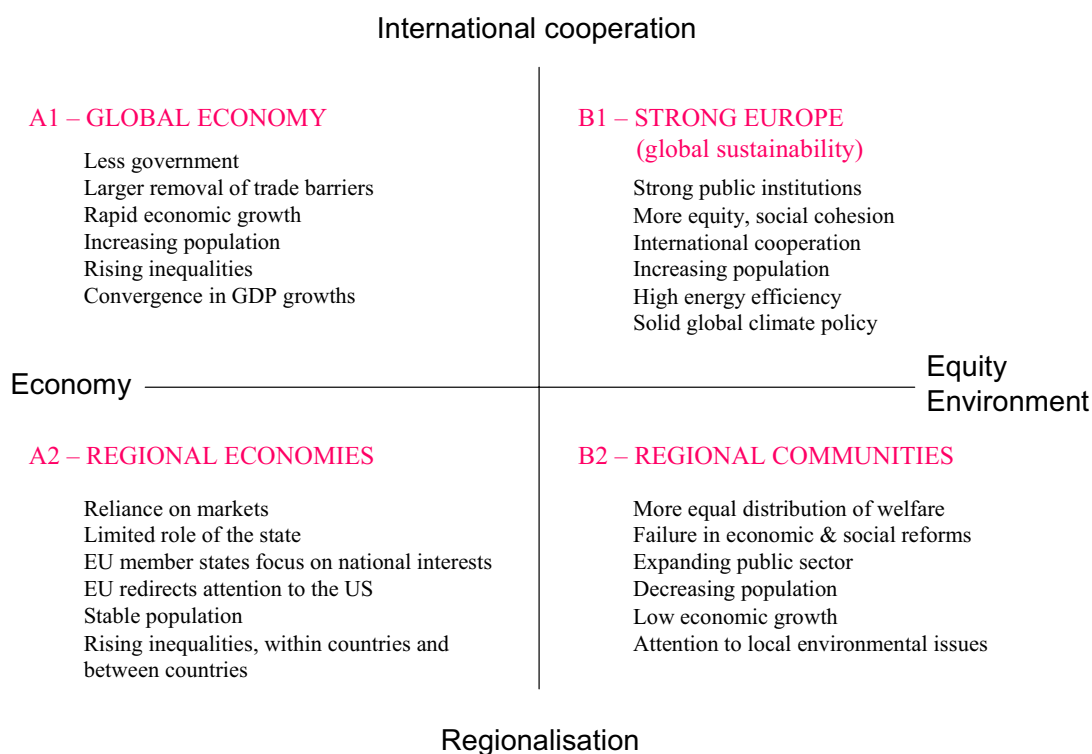 International cooperation
A1 – GLOBAL ECONOMY
Less government
Larger removal of trade barriers
Rapid economic growth
Increasing population
Rising inequalities
Convergence in GDP growths
B1 – STRONG EUROPE
(global sustainability)
Strong public institutions
More equity, social cohesion
International cooperation
Increasing population
High energy efficiency
Solid global climate policy
Economy
Equity
Environment
A2 – REGIONAL ECONOMIES
Reliance on markets
Limited role of the state
EU member states focus on national interests
EU redirects attention to the US
Stable population
Rising inequalities, within countries and
between countries
B2 – REGIONAL COMMUNITIES
More equal distribution of welfare
Failure in economic & social reforms
Expanding public sector
Decreasing population
Low economic growth
Attention to local environmental issues
Regionalisation